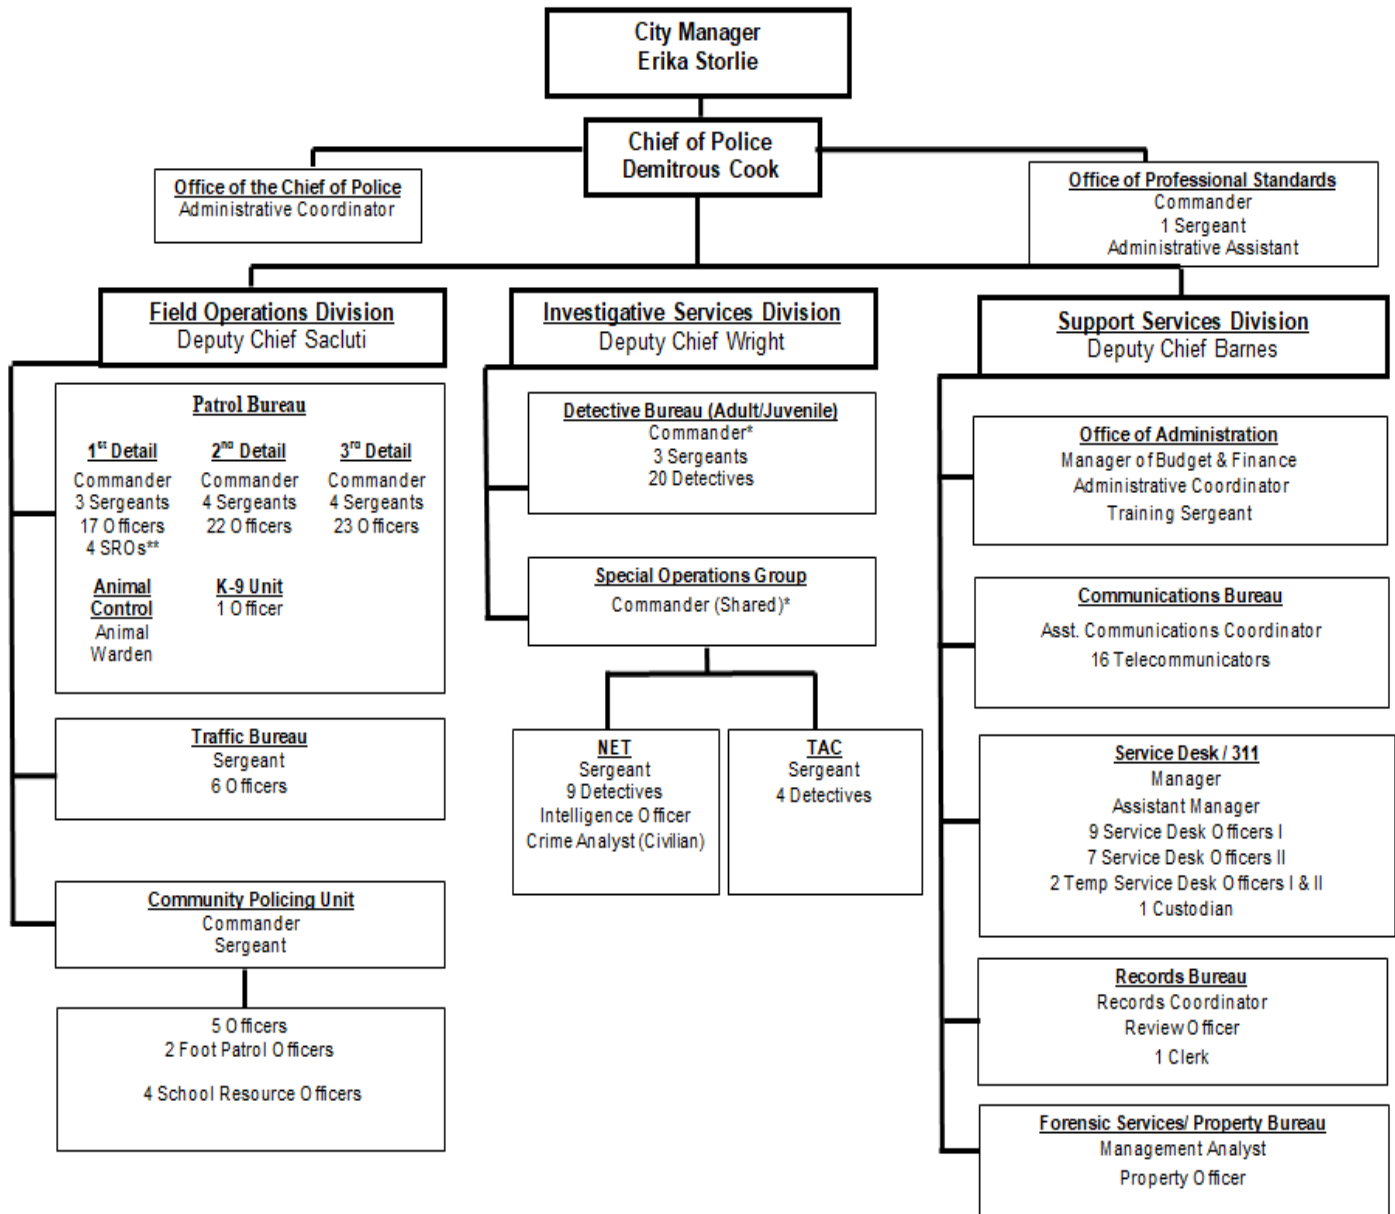 City Manager
Erika Storlie
Chief of Police
Demitrous Cook
Office of the Chief of Police
Administrative Coordinator
Office of Professional Standards
Commander
1 Sergeant
Administrative Assistant
Field Operations Division
Deputy Chief Sacluti
Patrol Bureau
1st Detail
Commander
3 Sergeants
17 Officers
4 SROs**
2nd Detail
Commander
4 Sergeants
22 Officers
3rd Detail
Commander
4 Sergeants
23 Officers
Animal
Control
Animal
Warden
K-9 Unit
1 Officer
Traffic Bureau
Sergeant
6 Officers
Community Policing Unit
Commander
Sergeant
5 Officers
2 Foot Patrol Officers
4 School Resource Officers
Investigative Services Division
Deputy Chief Wright
Detective Bureau (Adult/Juvenile)
Commander*
3 Sergeants
20 Detectives
Special Operations Group
Commander (Shared)*
NET
Sergeant
9 Detectives
Intelligence Officer
Crime Analyst (Civilian)
TAC
Sergeant
4 Detectives
Support Services Division
Deputy Chief Barnes
Office of Administration
Manager of Budget & Finance
Administrative Coordinator
Training Sergeant
Communications Bureau
Asst. Communications Coordinator
16 Telecommunicators
Service Desk / 311
Manager
Assistant Manager
9 Service Desk Officers I
7 Service Desk Officers II
2 Temp Service Desk Officers I & II
1 Custodian
Records Bureau
Records Coordinator
Review Officer
1 Clerk
Forensic Services/ Property Bureau
Management Analyst
Property Officer